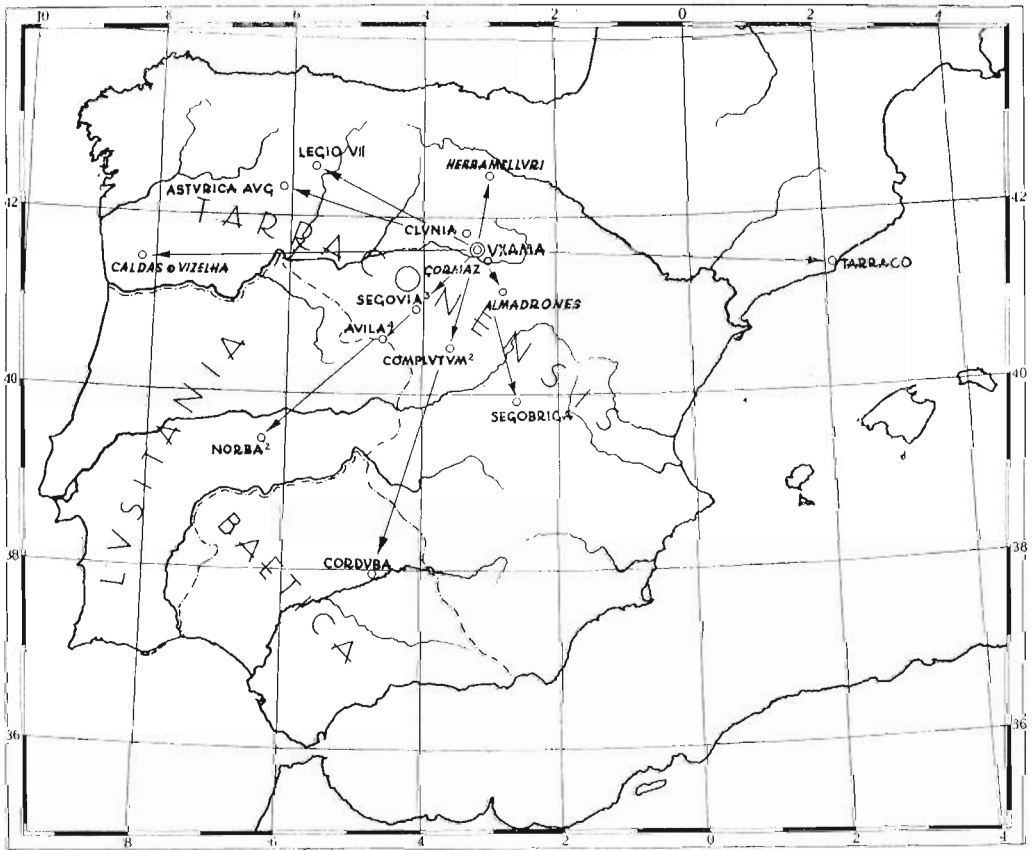 10 8 6 4 2 0 2 4
LEGIO VII
HERRAMELLVRI
ASTVRICA AVG
42 42
TARRACONENSIS
CLVNIA
VXAMA
CALDAS D VIZELHA
GORMAZ
TARRACO
SEGOVIA³
ALMADRONES
AVILA⁴
COMPLVTVM²
40 40
SEGOBRIGA
NORBA²
LVSITANIA
38 38
CORDVBA
BAETICA
36 36
8 6 4 2 0 2 4